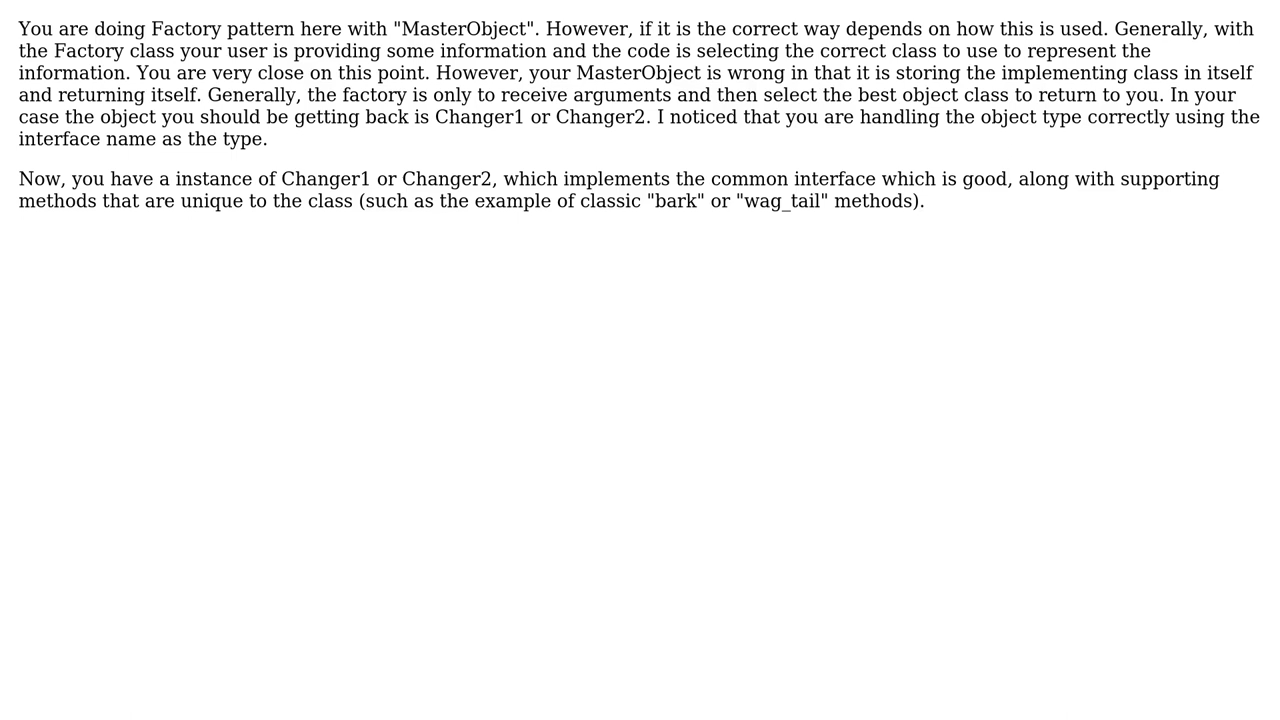 You are doing Factory pattern here with "MasterObject". However, if it is the correct way depends on how this is used. Generally, with
the Factory class your user is providing some information and the code is selecting the correct class to use to represent the
information. You are very close on this point. However, your MasterObject is wrong in that it is storing the implementing class in itself
and returning itself. Generally, the factory is only to receive arguments and then select the best object class to return to you. In your
case the object you should be getting back is Changer1 or Changer2. I noticed that you are handling the object type correctly using the
interface name as the type.
Now, you have a instance of Changer1 or Changer2, which implements the common interface which is good, along with supporting
methods that are unique to the class (such as the example of classic "bark" or "wag_tail" methods).